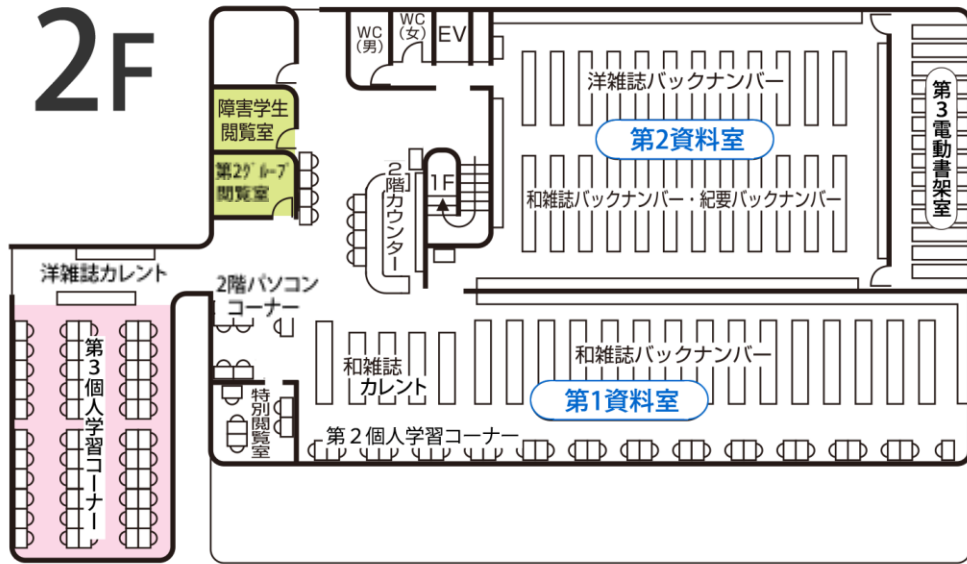 2F
WC
(男)
WC
(女)
EV
洋雑誌バックナンバー
第2資料室
和雑誌バックナンバー・紀要バックナンバー
第3電動書架室
障害学生
閲覧室
第2グループ
閲覧室
1F
2階カウンター
洋雑誌カレント
2階パソコン
コーナー
第3個人学習コーナー
和雑誌
カレント
和雑誌バックナンバー
第1資料室
特別閲覧室
第2個人学習コーナー